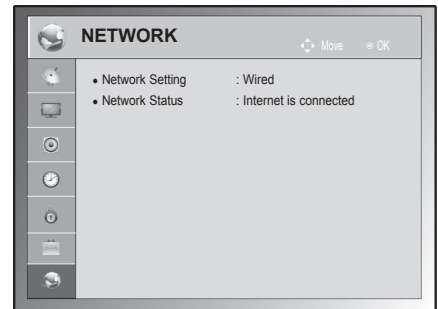 NETWORK
Move OK
• Network Setting : Wired
• Network Status : Internet is connected